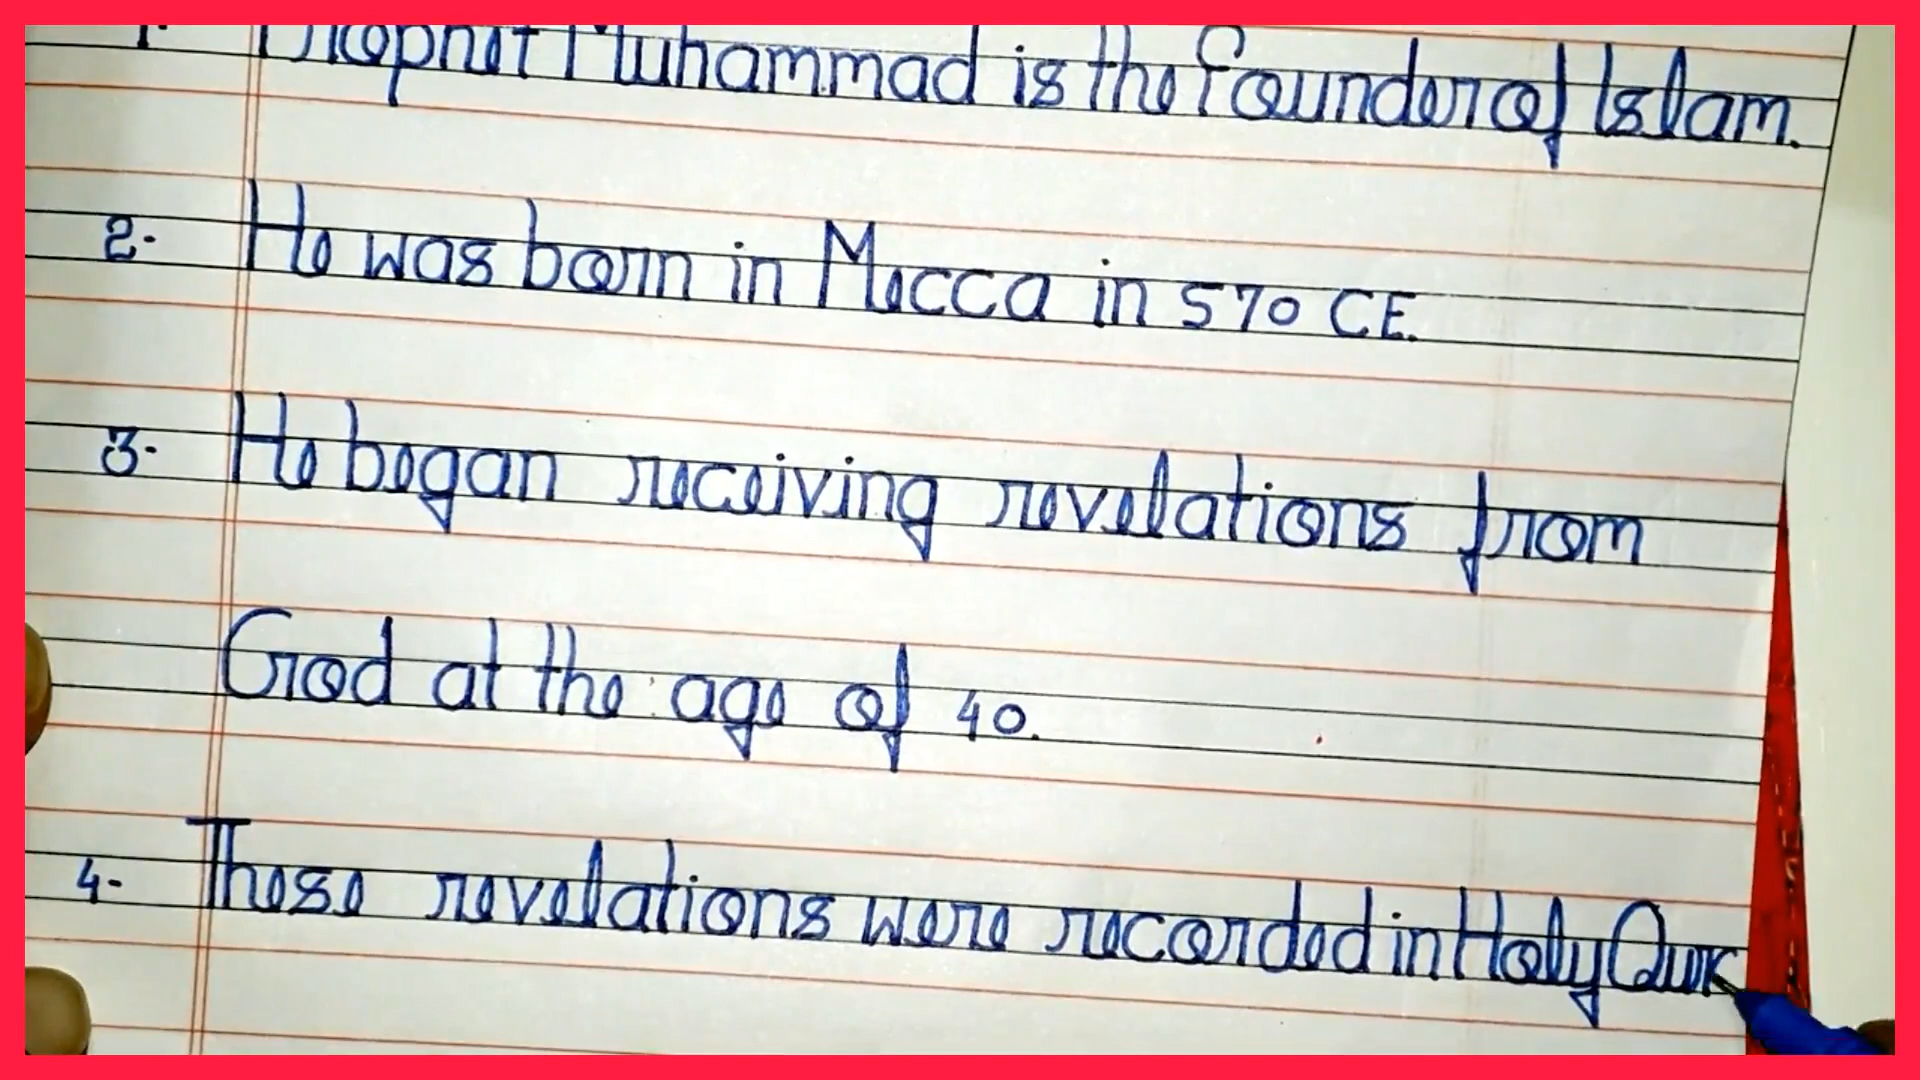 1. Prophet Muhammad is the founder of Islam.
2. He was born in Mecca in 570 CE.
3. He began receiving revelations from
God at the age of 40.
4. These revelations were recorded in Holy Qur